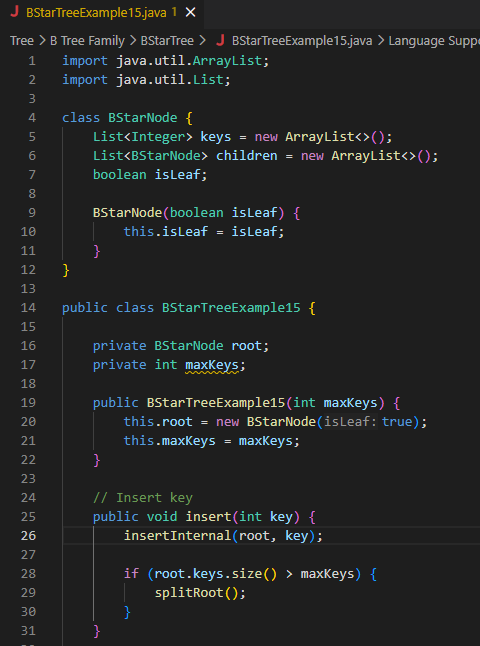 BStarTreeExample15.java 1 X
Tree > B Tree Family > BStarTree > BStarTreeExample15.java > Language Suppo
1 import java.util.ArrayList;
2 import java.util.List;
3
4 class BStarNode {
5 List<Integer> keys = new ArrayList<>();
6 List<BStarNode> children = new ArrayList<>();
7 boolean isLeaf;
8
9 BStarNode(boolean isLeaf) {
10 this.isLeaf = isLeaf;
11 }
12 }
13
14 public class BStarTreeExample15 {
15
16 private BStarNode root;
17 private int maxKeys;
18
19 public BStarTreeExample15(int maxKeys) {
20 this.root = new BStarNode(isLeaf:true);
21 this.maxKeys = maxKeys;
22 }
23
24 // Insert key
25 public void insert(int key) {
26 insertInternal(root, key);
27
28 if (root.keys.size() > maxKeys) {
29 splitRoot();
30 }
31 }